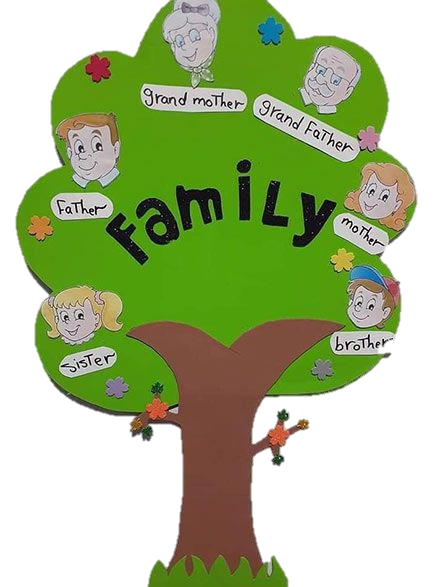 grand mother
grand Father
Father
Family
mother
brother
sister